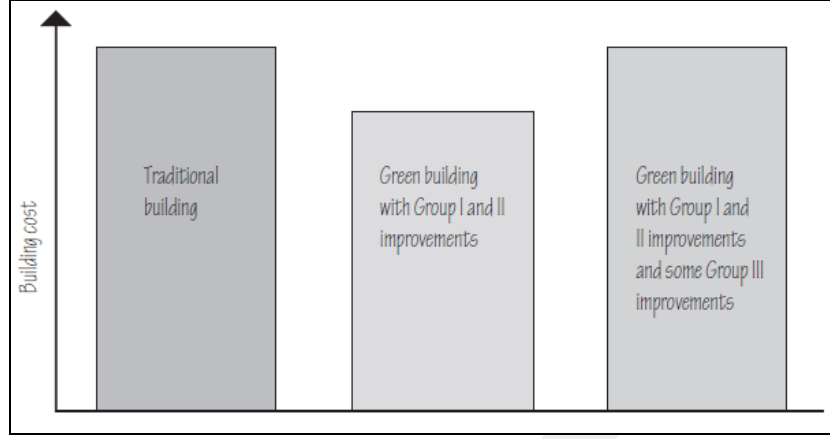 Building cost
Traditional
building
Green building
with Group I and II
improvements
Green building
with Group I and
II improvements
and some Group III
improvements